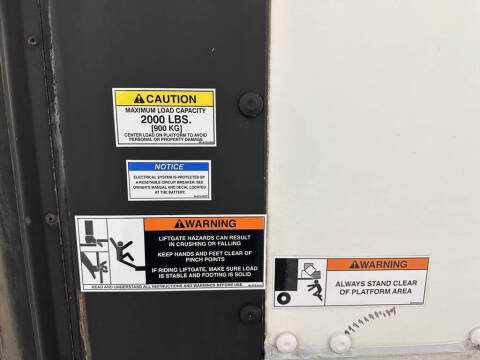 CAUTION
MAXIMUM LOAD CAPACITY
2000 LBS.
[900 KG]
CENTER LOAD ON PLATFORM TO AVOID
PERSONAL OR PROPERTY DAMAGE
NOTICE
ELECTRICAL SYSTEM IS PROTECTED BY
A RESETABLE CIRCUIT BREAKER. SEE
OWNER'S MANUAL AND DECAL LOCATED
AT THE BATTERY.
WARNING
LIFTGATE HAZARDS CAN RESULT
IN CRUSHING OR FALLING
KEEP HANDS AND FEET CLEAR OF
PINCH POINTS
IF RIDING LIFTGATE, MAKE SURE LOAD
IS STABLE AND FOOTING IS SOLID
READ AND UNDERSTAND ALL INSTRUCTIONS AND WARNINGS BEFORE USE
WARNING
ALWAYS STAND CLEAR
OF PLATFORM AREA